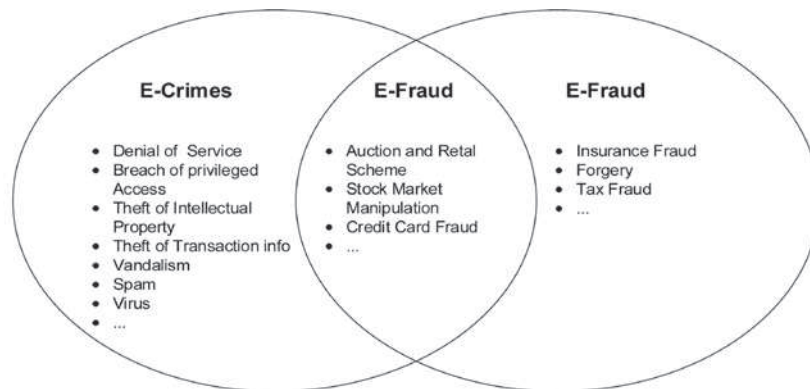 E-Crimes
• Denial of Service
• Breach of privileged
Access
• Theft of Intellectual
Property
• Theft of Transaction info
• Vandalism
• Spam
• Virus
• ...
E-Fraud
• Auction and Retal
Scheme
• Stock Market
Manipulation
• Credit Card Fraud
• ...
E-Fraud
• Insurance Fraud
• Forgery
• Tax Fraud
• ...